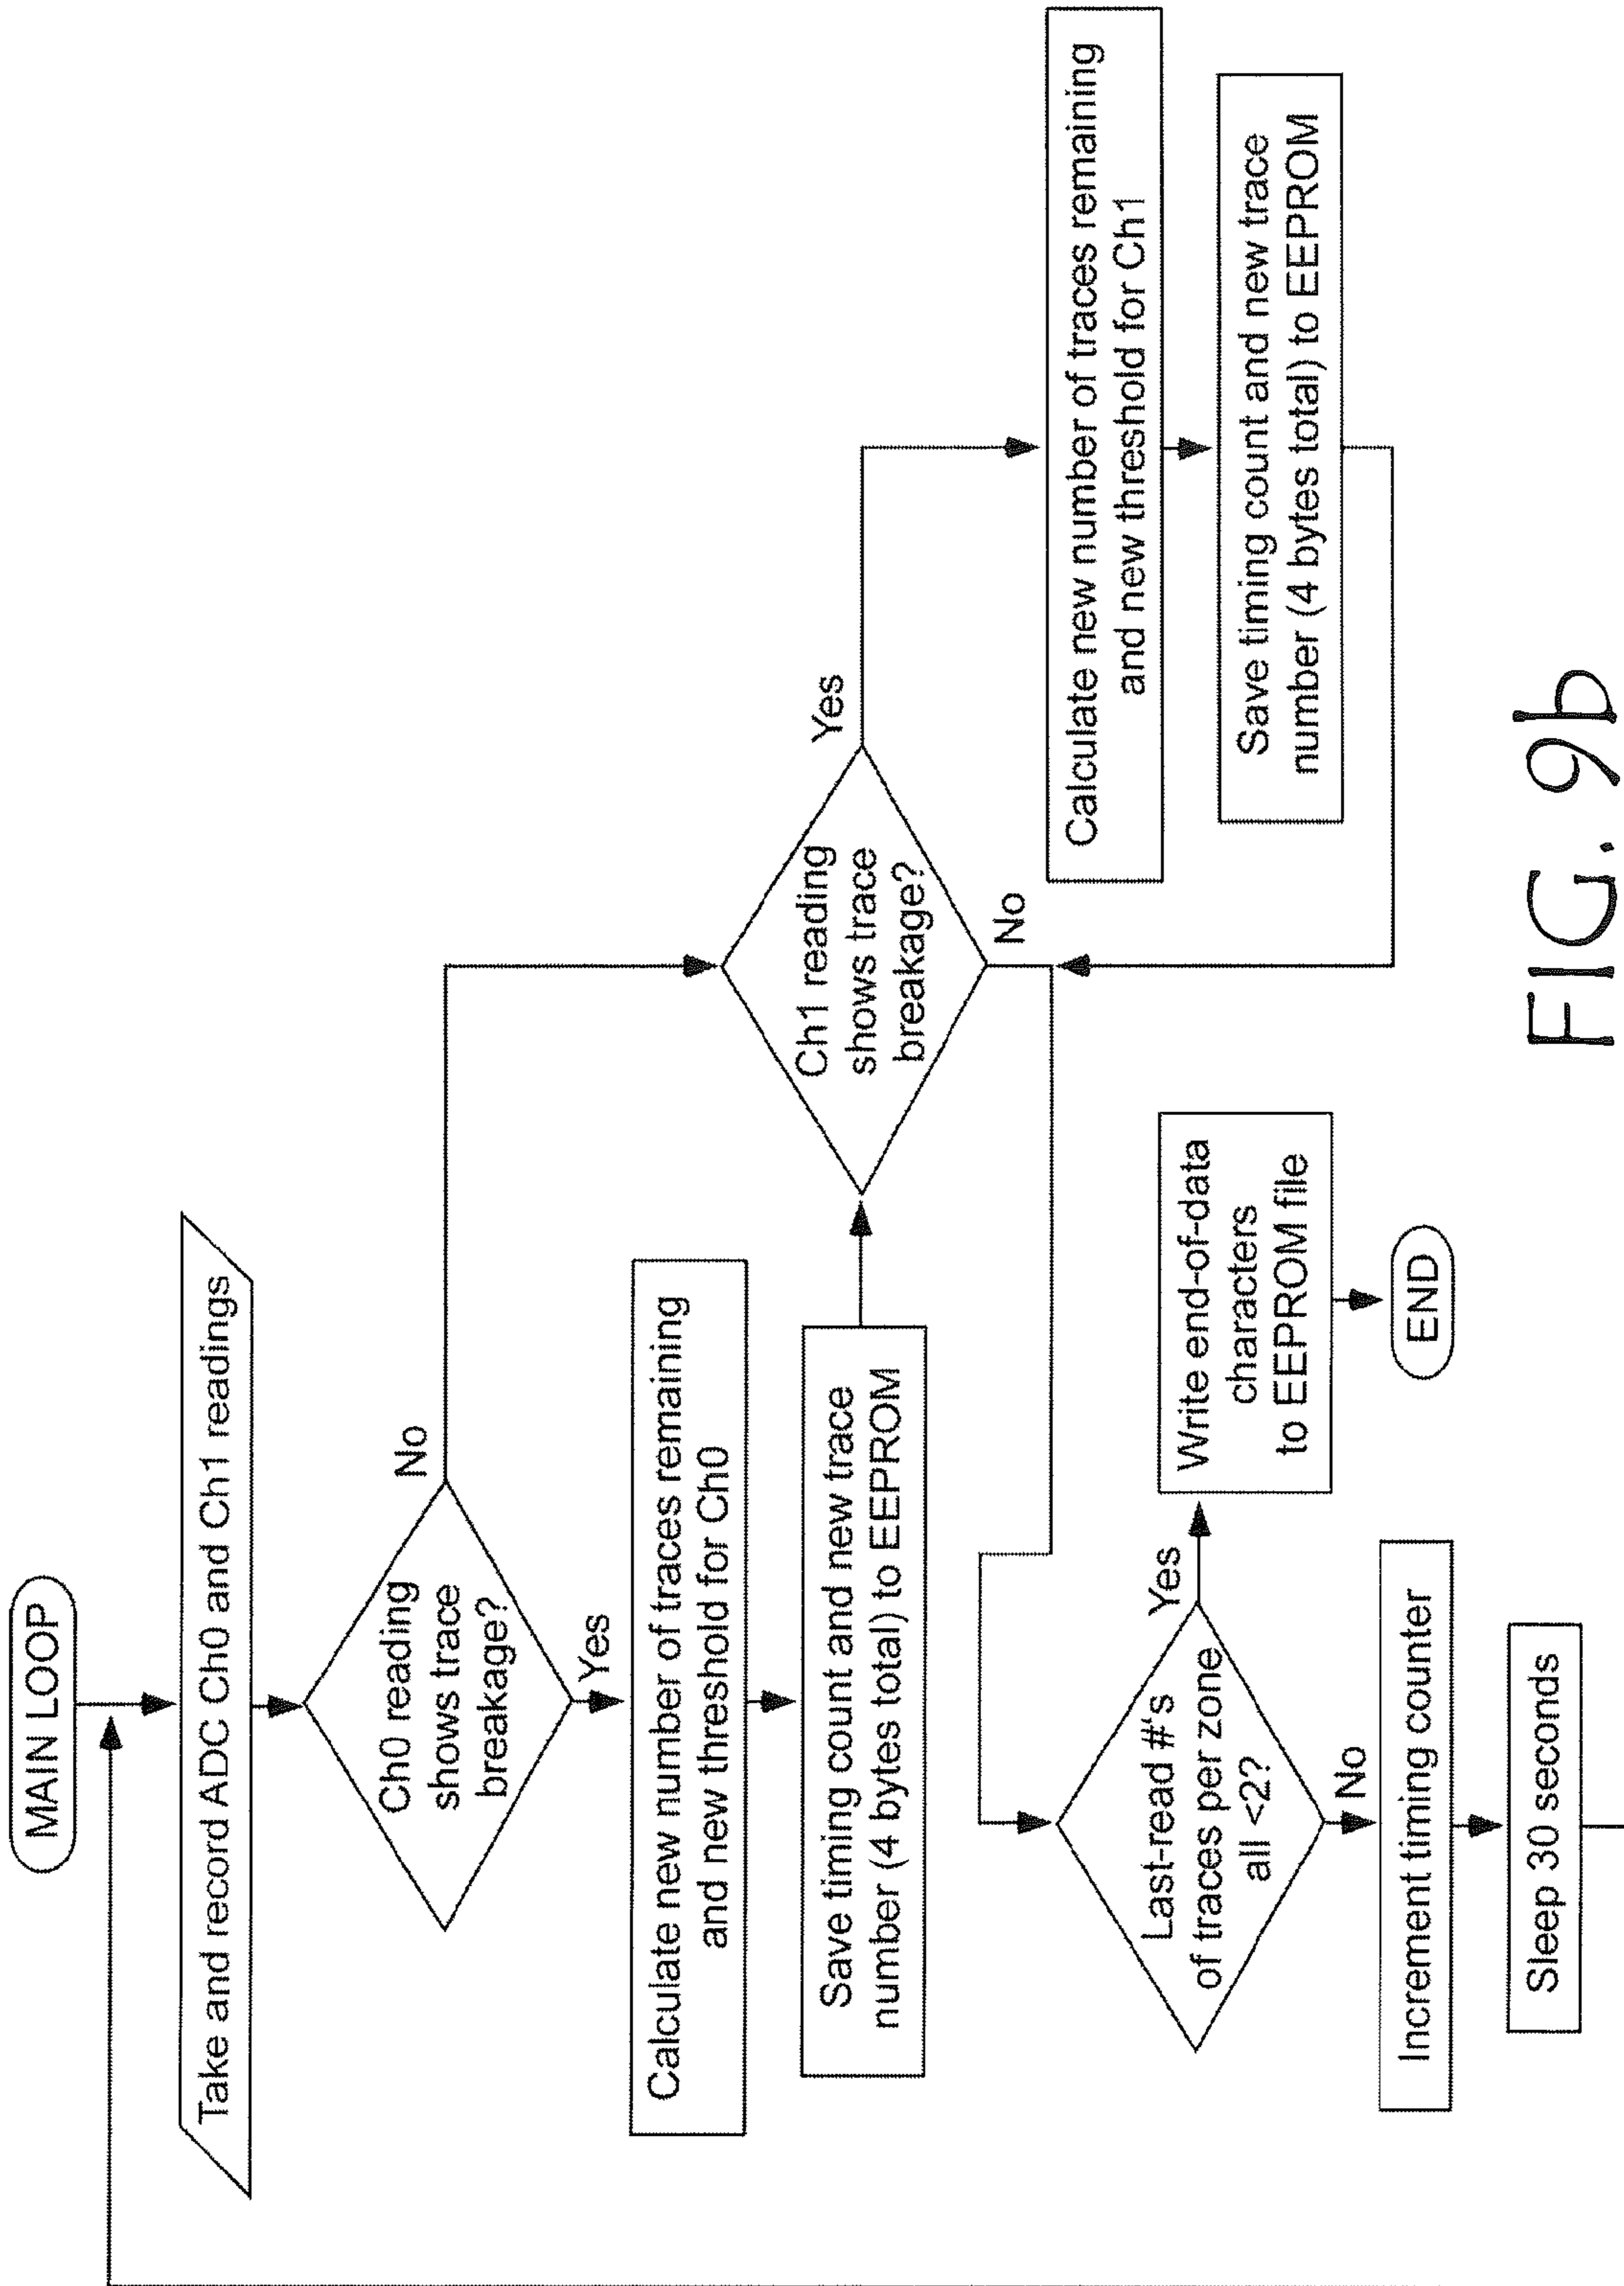 MAIN LOOP
Take and record ADC Ch0 and Ch1 readings
Ch0 reading
shows trace
breakage?
No
Yes
Calculate new number of traces remaining
and new threshold for Ch0
Save timing count and new trace
number (4 bytes total) to EEPROM
Ch1 reading
shows trace
breakage?
Yes
No
Calculate new number of traces remaining
and new threshold for Ch1
Save timing count and new trace
number (4 bytes total) to EEPROM
Last-read #'s
of traces per zone
all <2?
Yes
No
Write end-of-data
characters
to EEPROM file
END
Increment timing counter
Sleep 30 seconds
FIG. 9b